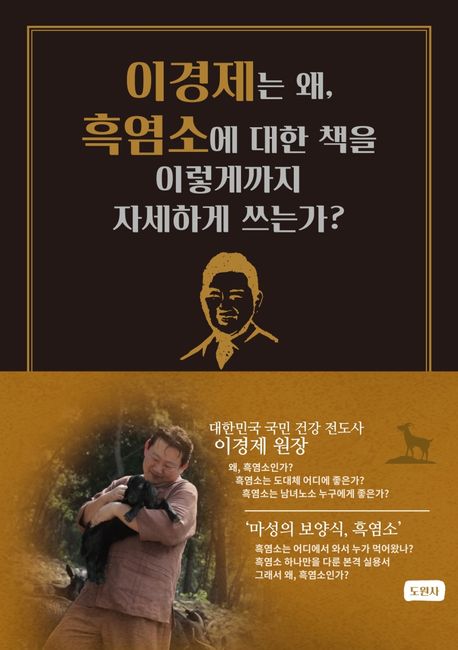 이경제는 왜,
흑염소에 대한 책을
이렇게까지
자세하게 쓰는가?
대한민국 국민 건강 전도사
이경제 원장
왜, 흑염소인가?
흑염소는 도대체 어디에 좋은가?
흑염소는 남녀노소 누구에게 좋은가?
‘마성의 보양식, 흑염소’
흑염소는 어디에서 와서 누가 먹어왔나?
흑염소 하나만을 다룬 본격 실용서
그래서 왜, 흑염소인가?
도원사